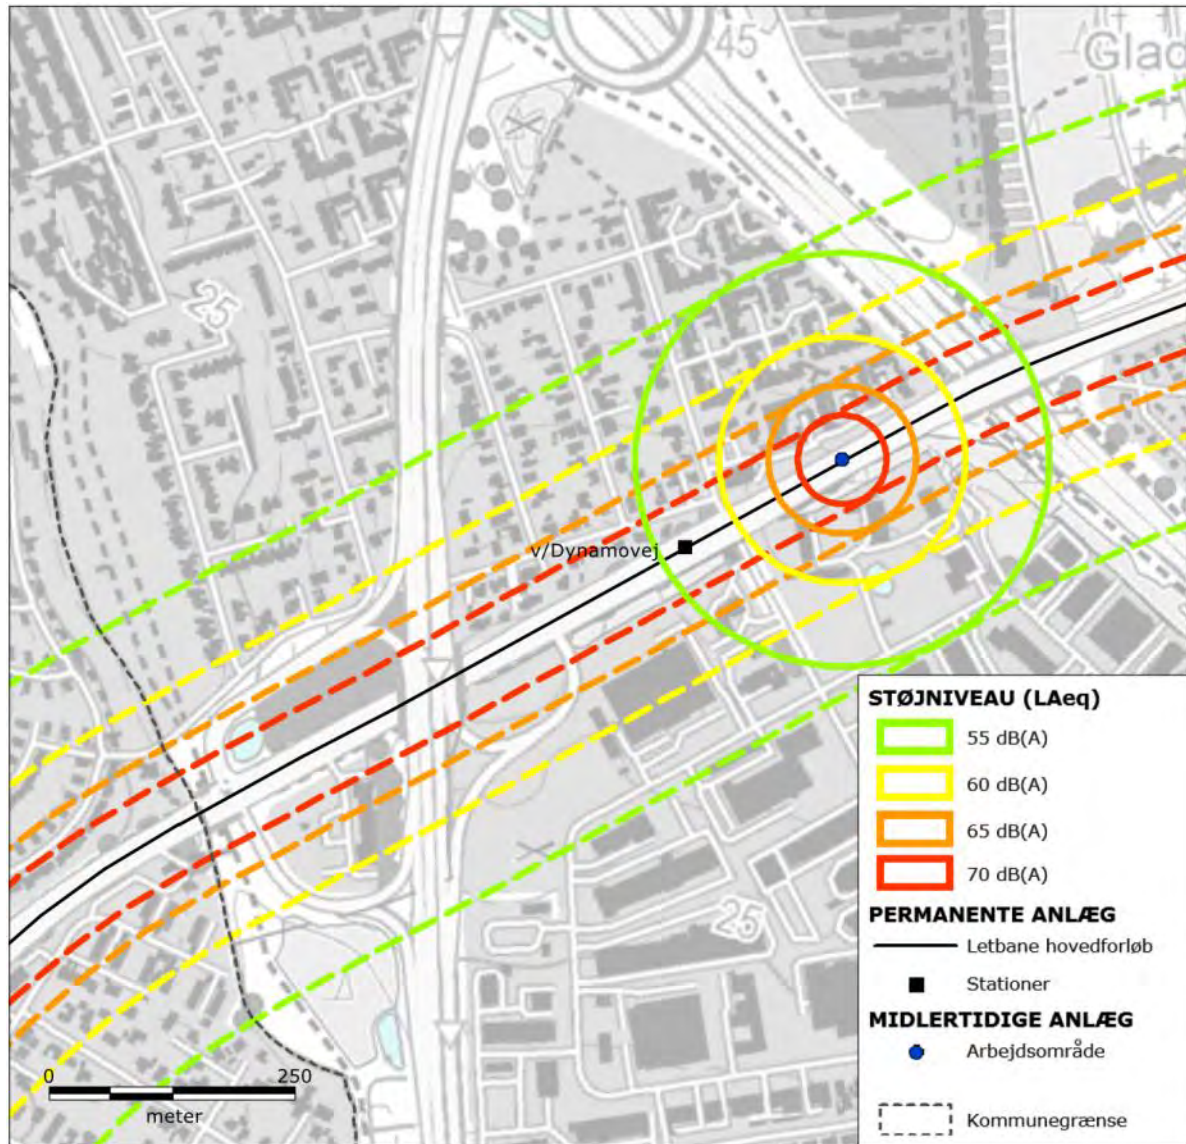 45
Glad
25
v/Dynamovej
25
STØJNIVEAU (LAeq)
55 dB(A)
60 dB(A)
65 dB(A)
70 dB(A)
PERMANENTE ANLÆG
Letbane hovedforløb
Stationer
MIDLERTIDIGE ANLÆG
Arbejdsområde
Kommunegrænse
0 250
meter